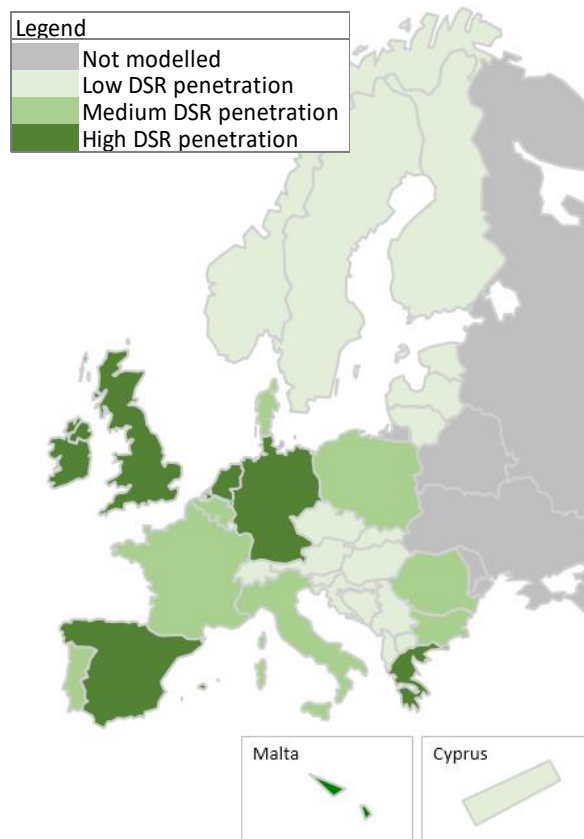 Legend
Not modelled
Low DSR penetration
Medium DSR penetration
High DSR penetration
Malta
Cyprus